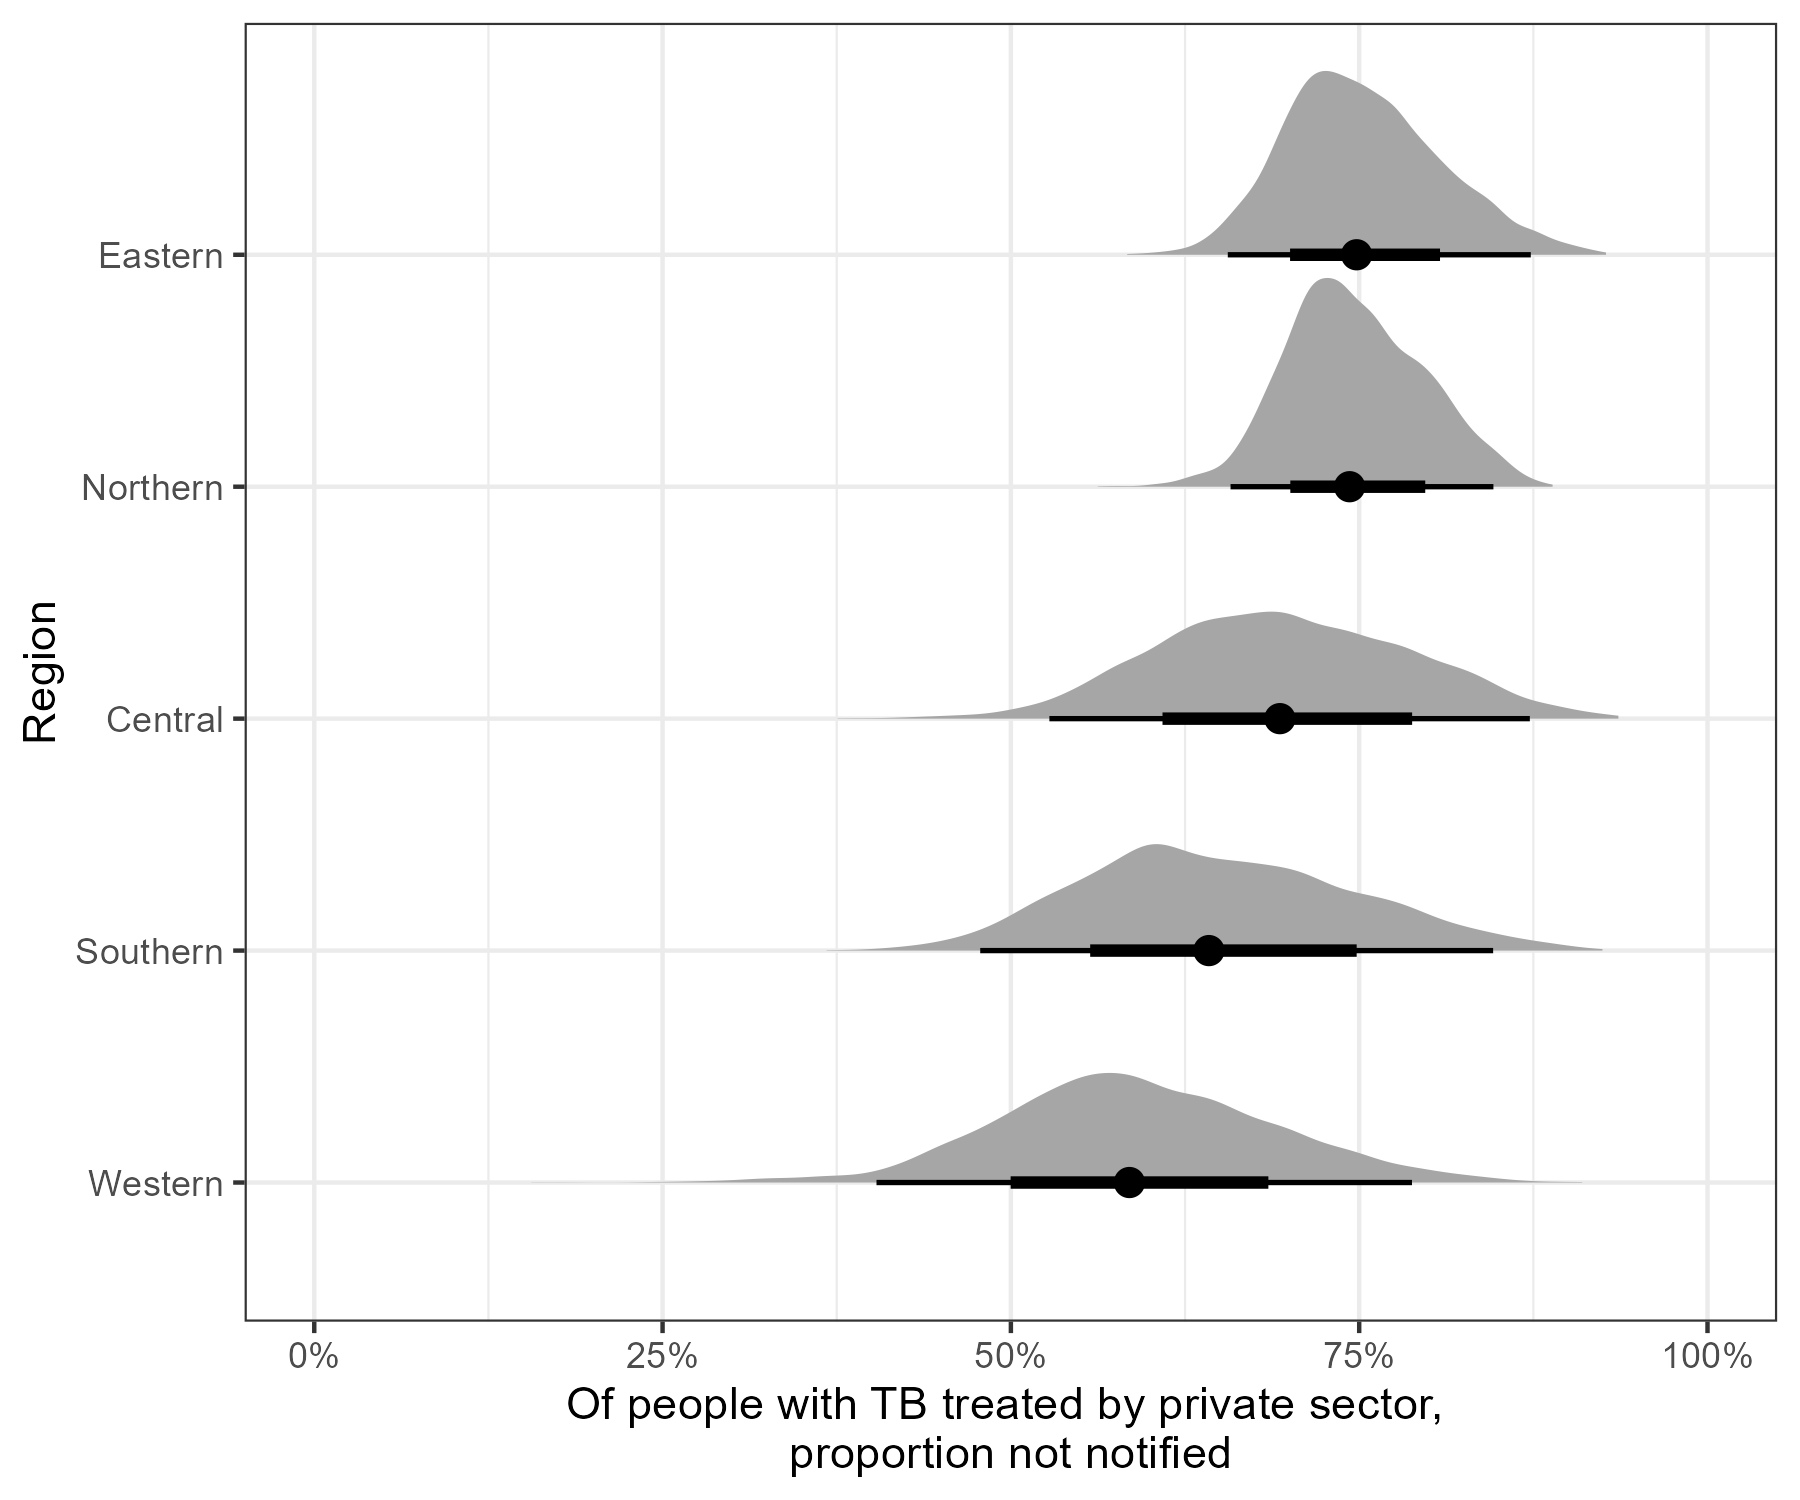 Region
Eastern
Northern
Central
Southern
Western
0% 25% 50% 75% 100%
Of people with TB treated by private sector,
proportion not notified